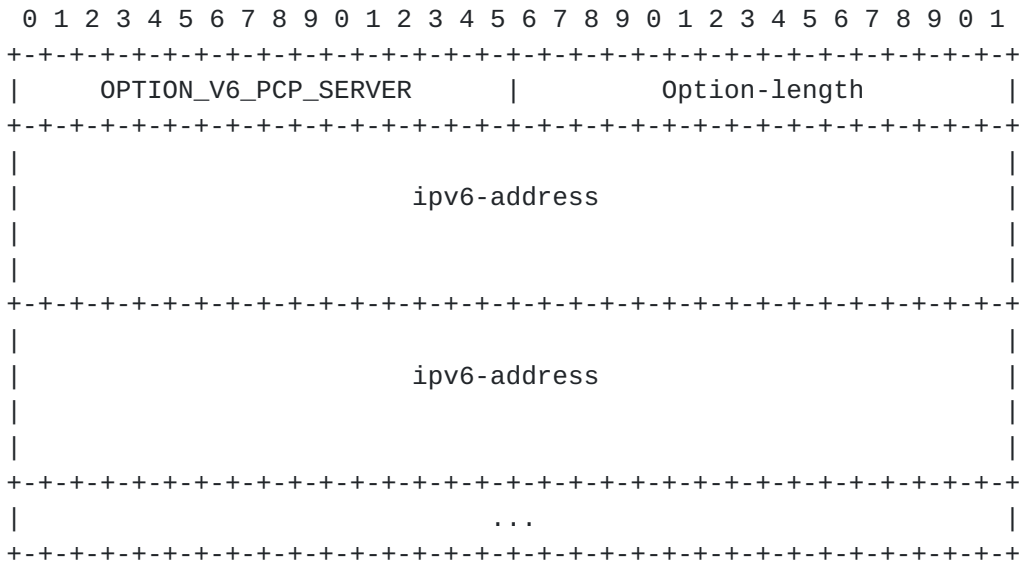 0 1 2 3 4 5 6 7 8 9 0 1 2 3 4 5 6 7 8 9 0 1 2 3 4 5 6 7 8 9 0 1
+-+-+-+-+-+-+-+-+-+-+-+-+-+-+-+-+-+-+-+-+-+-+-+-+-+-+-+-+-+-+-+-+
|     OPTION_V6_PCP_SERVER      |         Option-length         |
+-+-+-+-+-+-+-+-+-+-+-+-+-+-+-+-+-+-+-+-+-+-+-+-+-+-+-+-+-+-+-+-+
|                                                               |
|                         ipv6-address                          |
|                                                               |
|                                                               |
+-+-+-+-+-+-+-+-+-+-+-+-+-+-+-+-+-+-+-+-+-+-+-+-+-+-+-+-+-+-+-+-+
|                                                               |
|                         ipv6-address                          |
|                                                               |
|                                                               |
+-+-+-+-+-+-+-+-+-+-+-+-+-+-+-+-+-+-+-+-+-+-+-+-+-+-+-+-+-+-+-+-+
|                              ...                              |
+-+-+-+-+-+-+-+-+-+-+-+-+-+-+-+-+-+-+-+-+-+-+-+-+-+-+-+-+-+-+-+-+